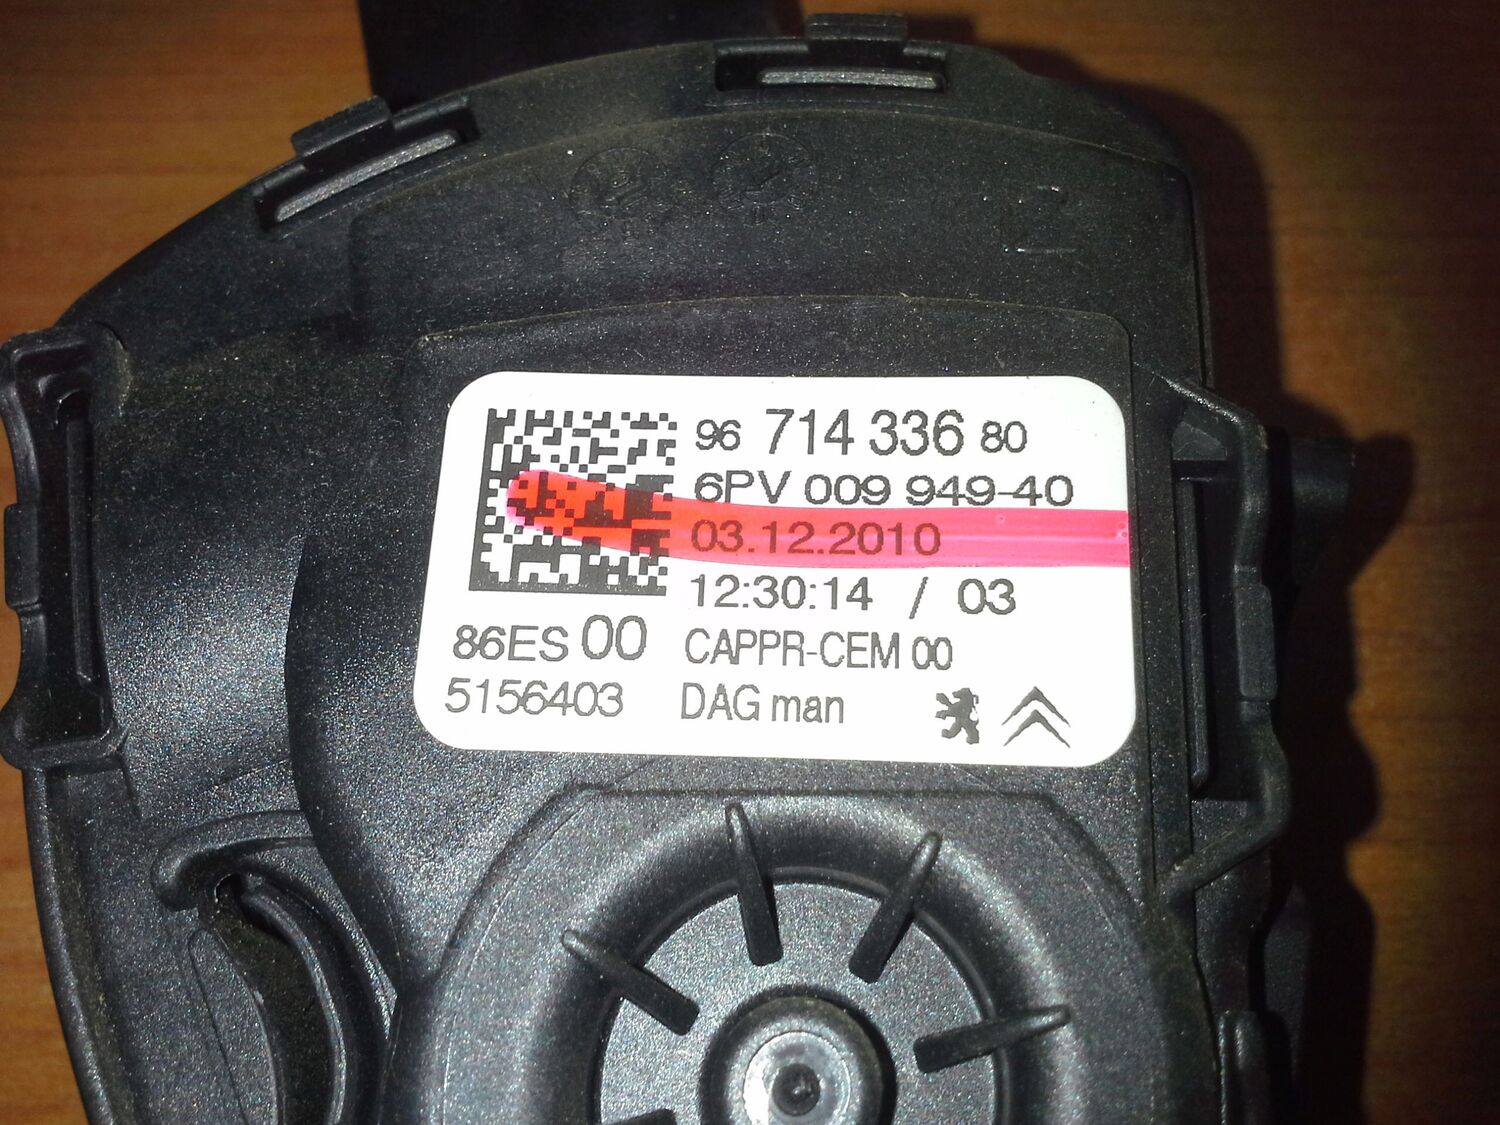 96 714 336 80
6PV 009 949-40
03.12.2010
12:30:14 / 03
86ES 00 CAPPR-CEM 00
5156403 DAG man